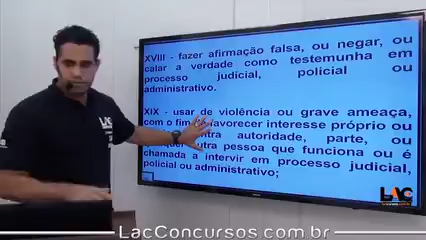 XVIII - fazer afirmação falsa, ou negar, ou
calar a verdade como testemunha em
processo judicial, policial ou
administrativo.
XIX - usar de violência ou grave ameaça,
com o fim de favorecer interesse próprio ou
autoridade, parte, ou
outra pessoa que funciona ou é
chamada a intervir em processo judicial,
policial ou administrativo;
LAC
LacConcursos.com.br